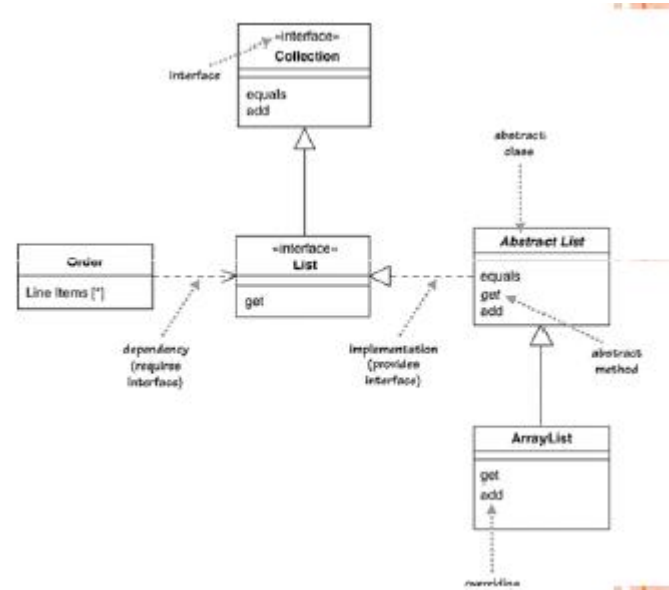 «interface»
Collection
interface
equals
add
abstract
class
Order
Line Items [*]
«interface»
List
get
Abstract List
equals
get
add
dependency
(requires
interface)
implementation
(provides
interface)
abstract
method
ArrayList
get
add
overriding